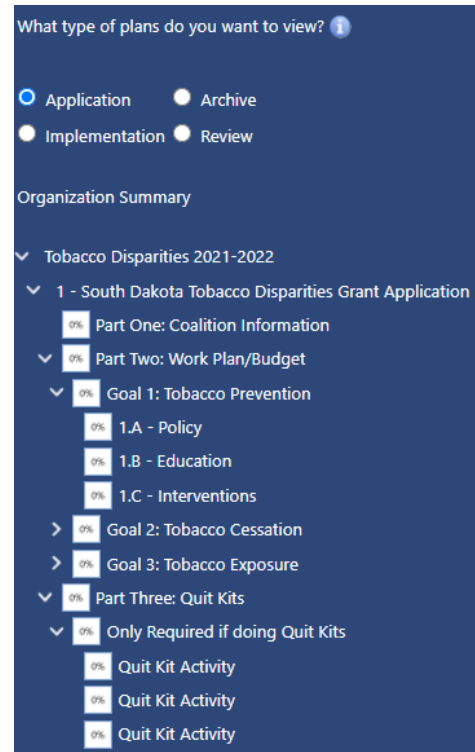 What type of plans do you want to view? i
Application Archive
Implementation Review
Organization Summary
Tobacco Disparities 2021-2022
1 - South Dakota Tobacco Disparities Grant Application
0% Part One: Coalition Information
0% Part Two: Work Plan/Budget
0% Goal 1: Tobacco Prevention
0% 1.A - Policy
0% 1.B - Education
0% 1.C - Interventions
0% Goal 2: Tobacco Cessation
0% Goal 3: Tobacco Exposure
0% Part Three: Quit Kits
0% Only Required if doing Quit Kits
0% Quit Kit Activity
0% Quit Kit Activity
0% Quit Kit Activity